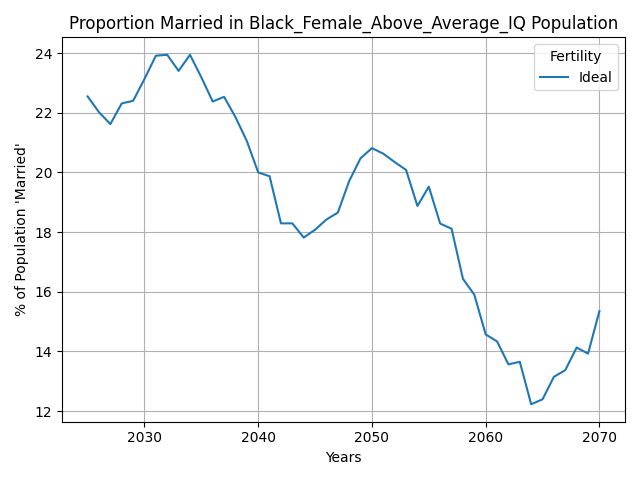 Proportion Married in Black_Female_Above_Average_IQ Population
Fertility
Ideal
% of Population 'Married'
24
22
20
18
16
14
12
2030 2040 2050 2060 2070
Years